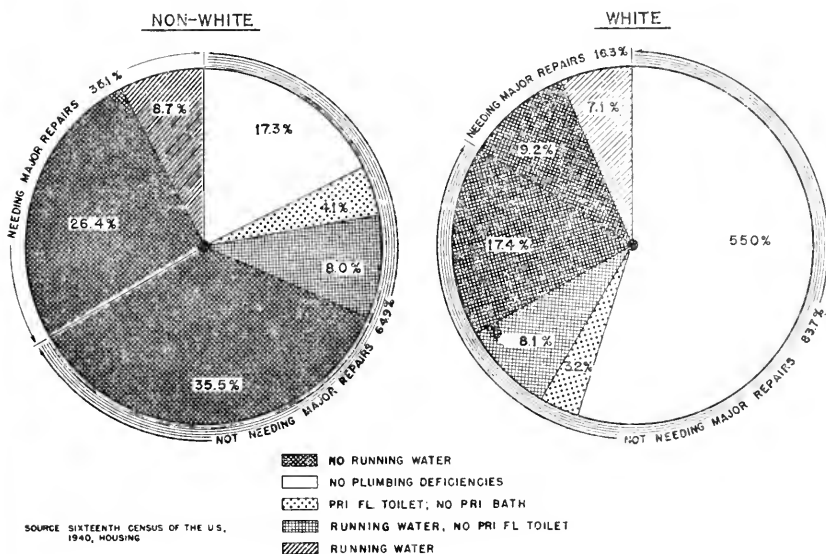 NON-WHITE
WHITE
NEEDING MAJOR REPAIRS 35.1%
8.7%
17.3%
4.1%
8.0%
26.4%
35.5%
NOT NEEDING MAJOR REPAIRS 64.9%
NEEDING MAJOR REPAIRS 16.3%
7.1%
9.2%
17.4%
550%
8.1%
3.2%
NOT NEEDING MAJOR REPAIRS 83.7%
NO RUNNING WATER
NO PLUMBING DEFICIENCIES
PRI FL TOILET; NO PRI BATH
RUNNING WATER, NO PRI FL TOILET
RUNNING WATER
SOURCE SIXTEENTH CENSUS OF THE U S,
1940, HOUSING